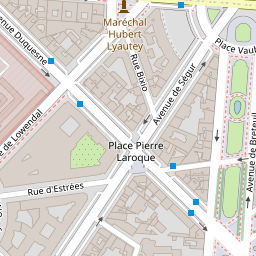 Maréchal
Hubert
Lyautey
Avenue Duquesne
Rue Bixio
Place Vaub
Avenue de Ségur
de Lowendal
Place Pierre
Laroque
Rue d'Estrées
Avenue de Breteuil